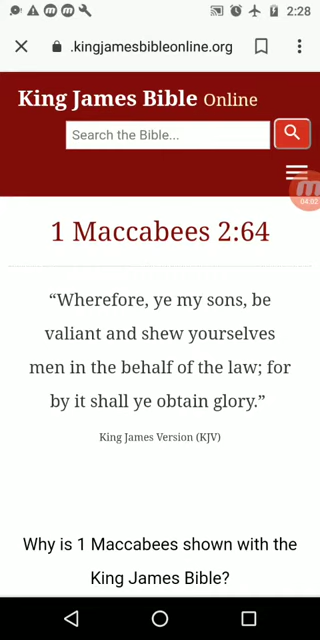 2:28
.kingjamesbibleonline.org
King James Bible Online
Search the Bible...
04:02
1 Maccabees 2:64
“Wherefore, ye my sons, be
valiant and shew yourselves
men in the behalf of the law; for
by it shall ye obtain glory.”
King James Version (KJV)
Why is 1 Maccabees shown with the
King James Bible?